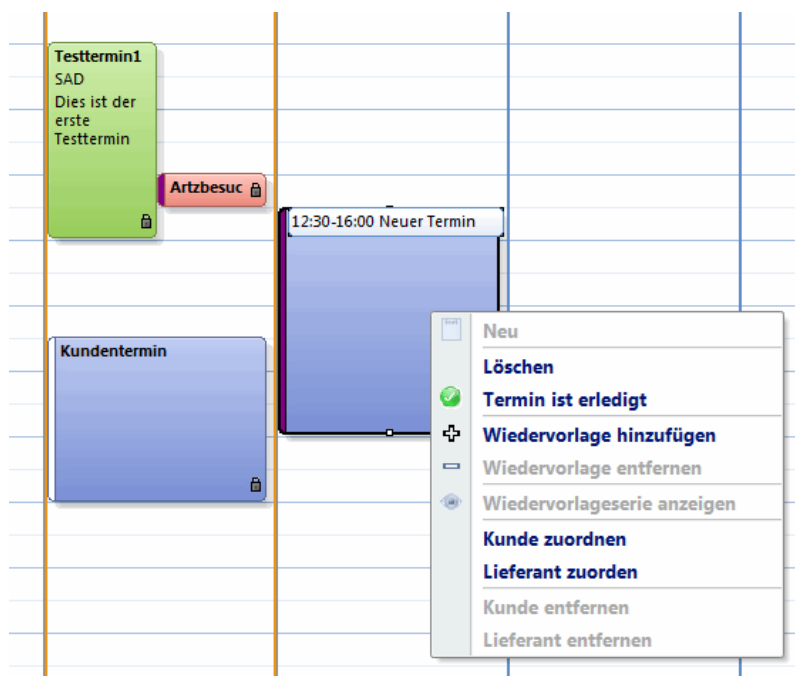 Testtermin1
SAD
Dies ist der
erste
Testtermin
Artzbesuc
12:30-16:00 Neuer Termin
Kundentermin
Neu
Löschen
Termin ist erledigt
Wiedervorlage hinzufügen
Wiedervorlage entfernen
Wiedervorlageserie anzeigen
Kunde zuordnen
Lieferant zuorden
Kunde entfernen
Lieferant entfernen